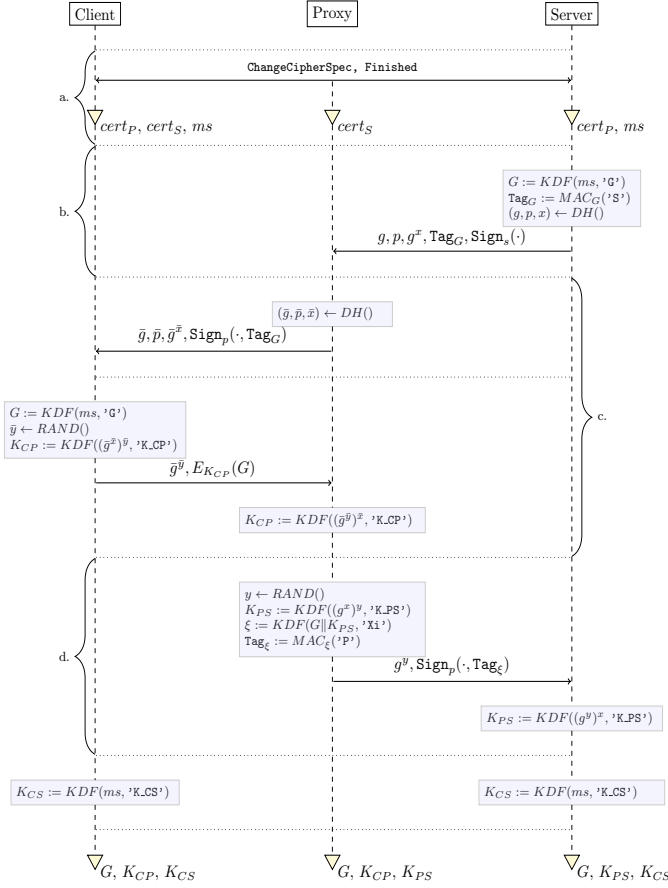 Client Proxy Server
ChangeCipherSpec, Finished
a.
cert_P, cert_S, ms cert_S cert_P, ms
G := KDF(ms, 'G')
Tag_G := MAC_G('S')
(g, p, x) ← DH()
b.
g, p, g^x, Tag_G, Sign_s(·)
(ḡ, p̄, x̄) ← DH()
ḡ, p̄, ḡ^x̄, Sign_p(·, Tag_G)
c.
G := KDF(ms, 'G')
ȳ ← RAND()
K_CP := KDF((ḡ^x̄)^ȳ, 'K_CP')
ḡ^ȳ, E_{K_CP}(G)
K_CP := KDF((ḡ^ȳ)^x̄, 'K_CP')
y ← RAND()
K_PS := KDF((g^x)^y, 'K_PS')
ξ := KDF(G‖K_PS, 'Xi')
Tag_ξ := MAC_ξ('P')
d.
g^y, Sign_p(·, Tag_ξ)
K_PS := KDF((g^y)^x, 'K_PS')
K_CS := KDF(ms, 'K_CS') K_CS := KDF(ms, 'K_CS')
G, K_CP, K_CS G, K_CP, K_PS G, K_PS, K_CS